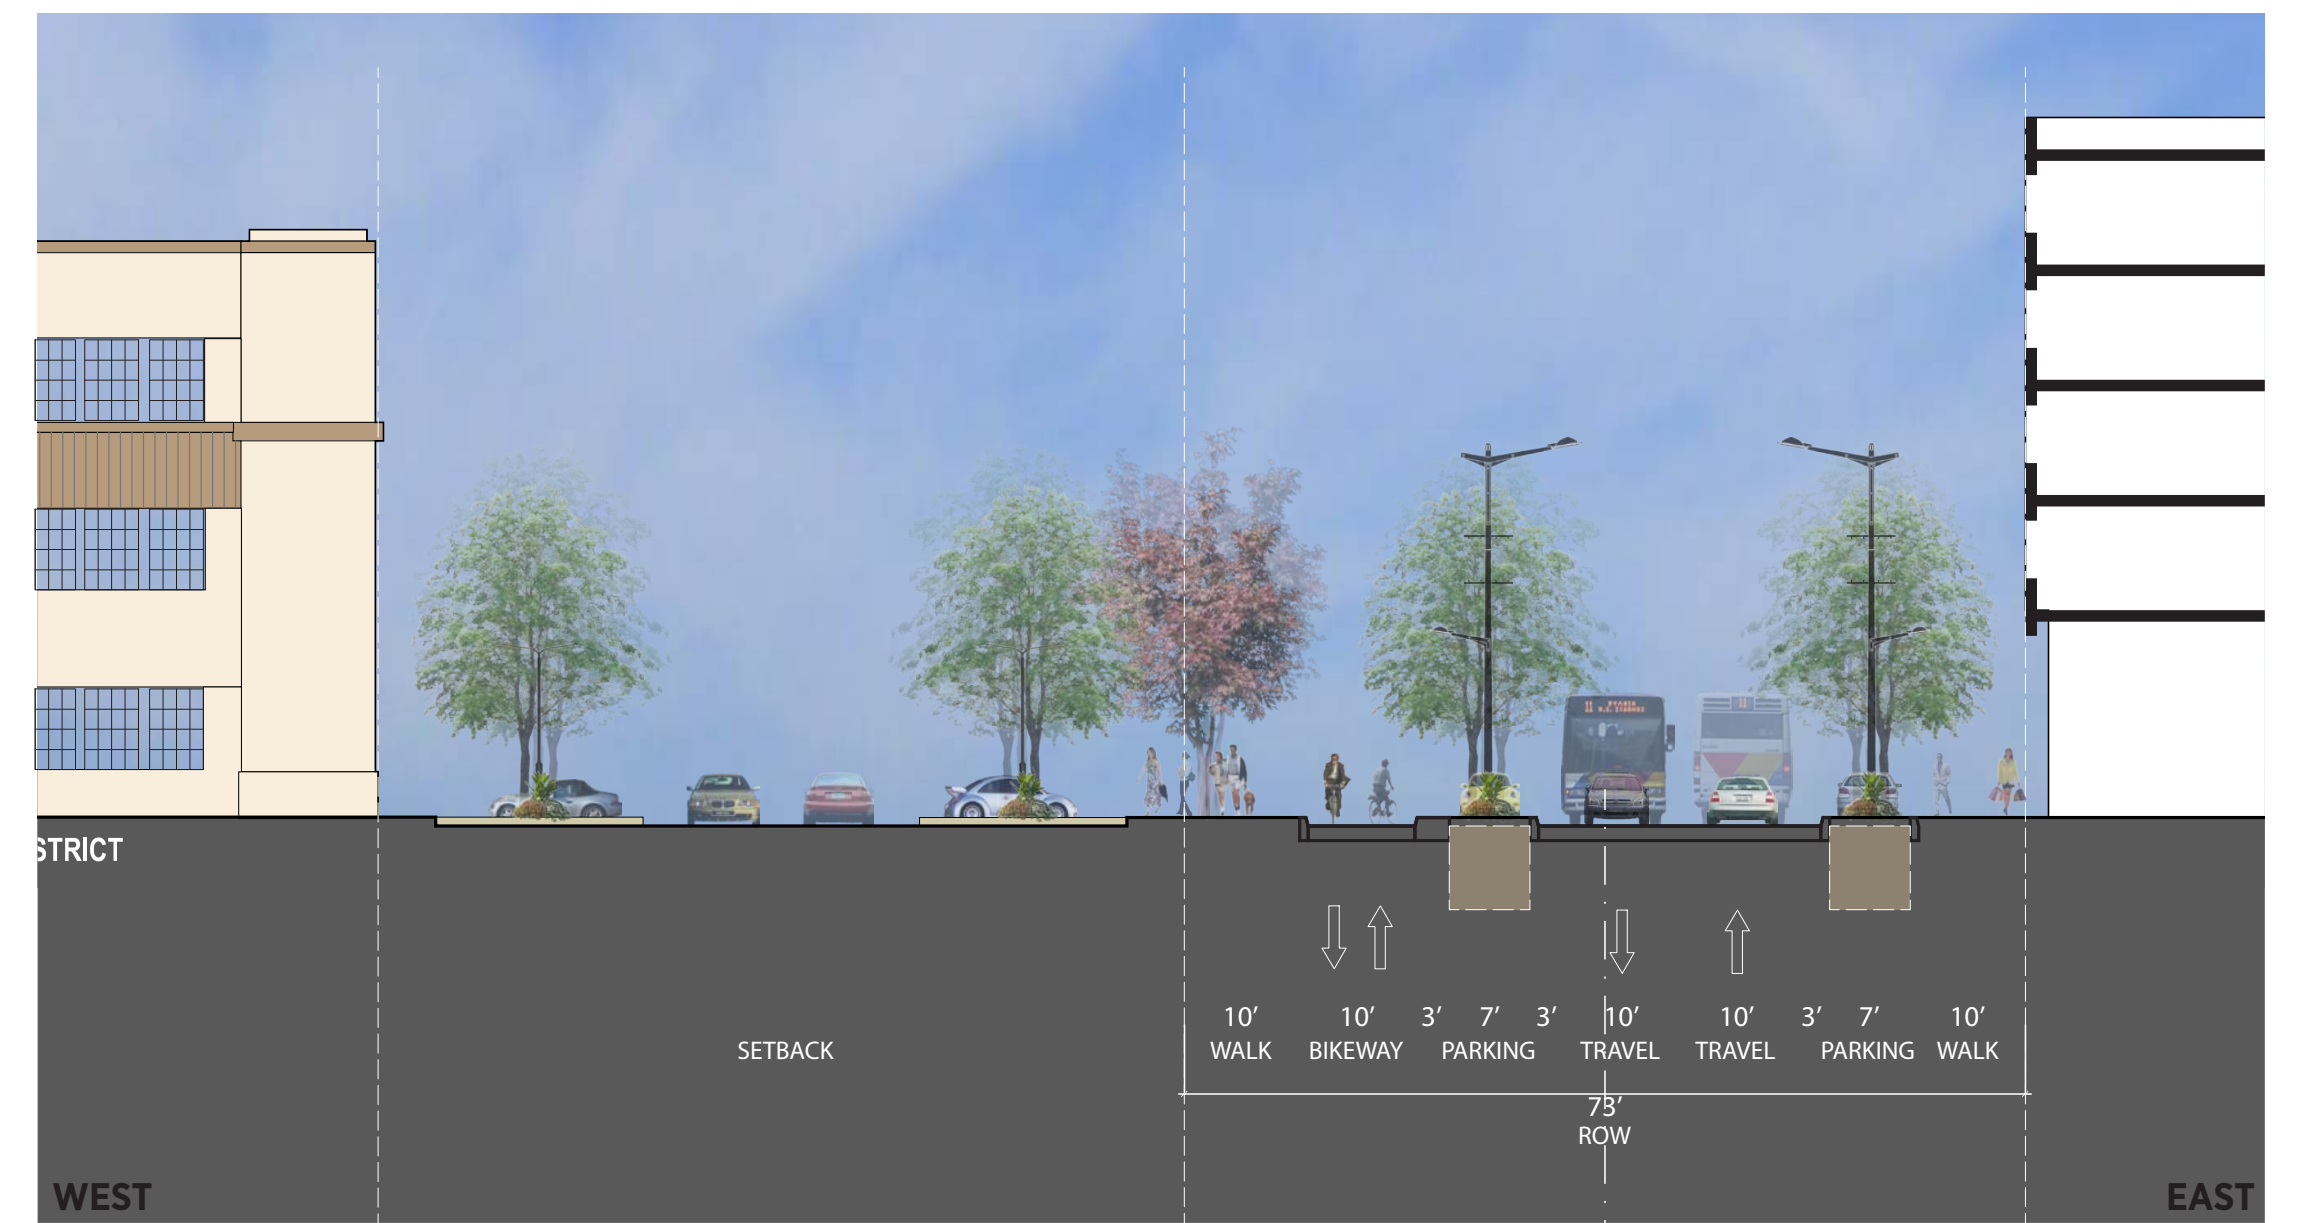 STRICT
10’ 10’ 3’ 7’ 3’ 10’ 10’ 3’ 7’ 10’
SETBACK WALK BIKEWAY PARKING TRAVEL TRAVEL PARKING WALK
73’
ROW
WEST EAST